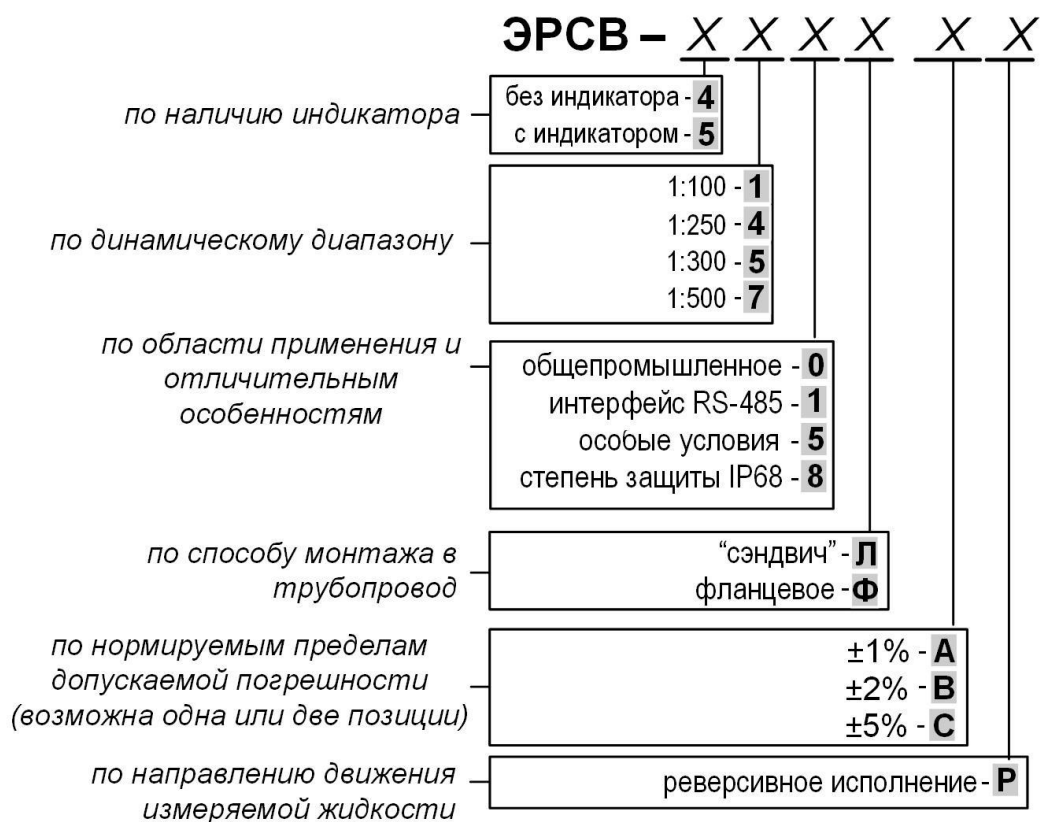 ЭРСВ – X X X X X X
по наличию индикатора
без индикатора - 4
с индикатором - 5
по динамическому диапазону
1:100 - 1
1:250 - 4
1:300 - 5
1:500 - 7
по области применения и
отличительным
особенностям
общепромышленное - 0
интерфейс RS-485 - 1
особые условия - 5
степень защиты IP68 - 8
по способу монтажа в
трубопровод
“сэндвич” - Л
фланцевое - Ф
по нормируемым пределам
допускаемой погрешности
(возможна одна или две позиции)
±1% - А
±2% - В
±5% - С
по направлению движения
измеряемой жидкости
реверсивное исполнение - Р